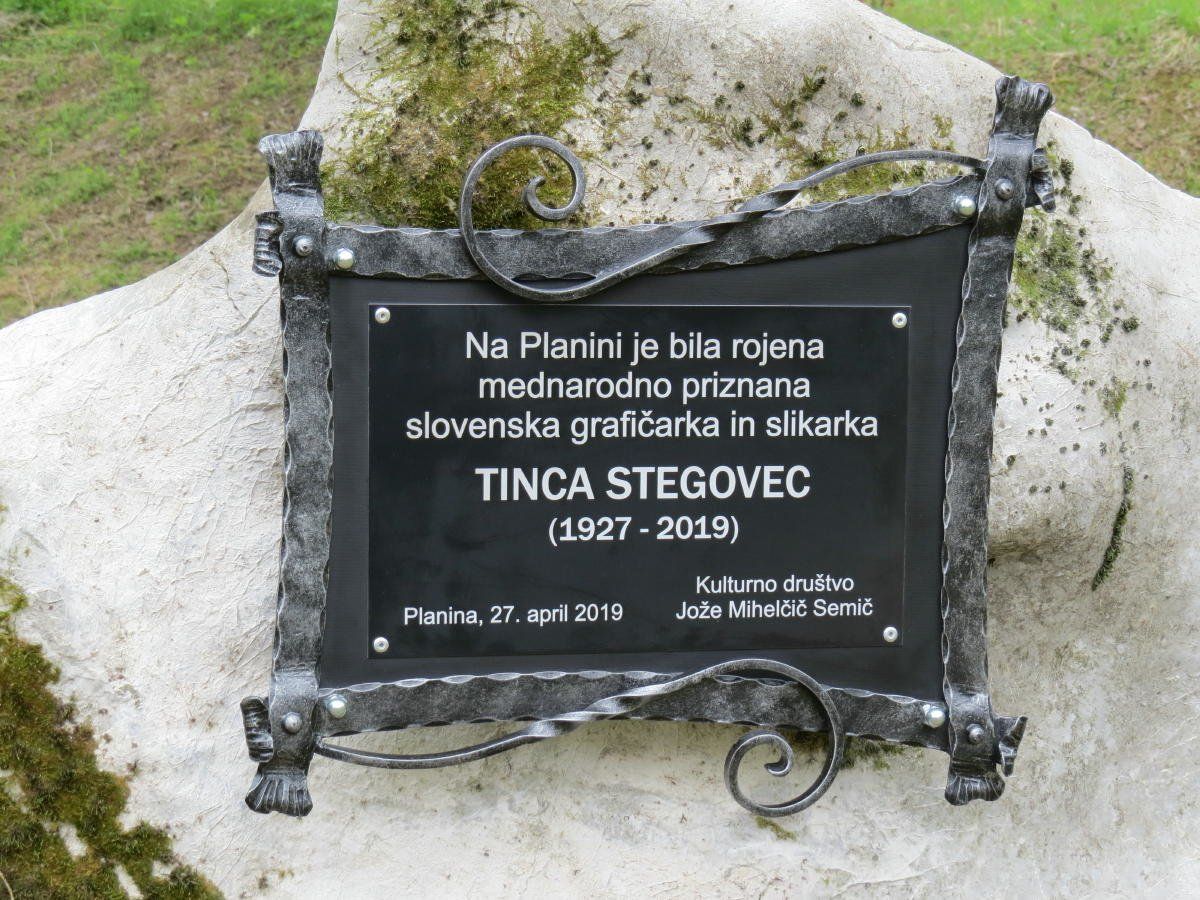 Na Planini je bila rojena
mednarodno priznana
slovenska grafičarka in slikarka
TINCA STEGOVEC
(1927 - 2019)
Planina, 27. april 2019
Kulturno društvo
Jože Mihelčič Semič